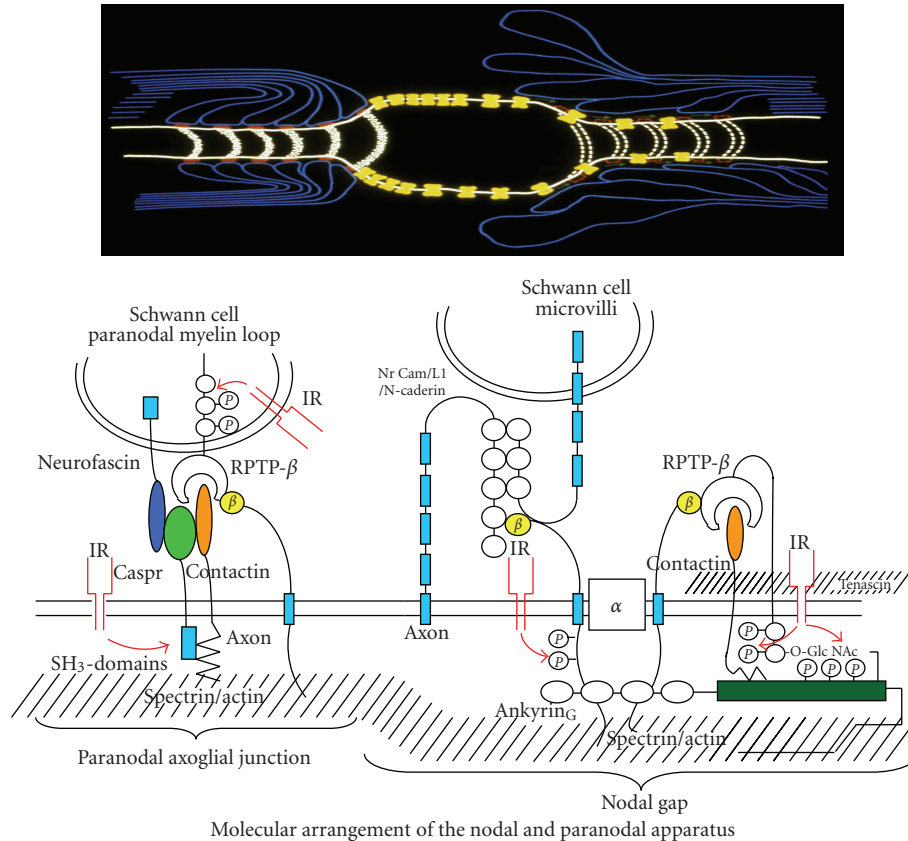 Schwann cell
paranodal myelin loop
Schwann cell
microvilli
Nr Cam/L1
/N-caderin
IR
P
P
Neurofascin
RPTP-β
β
RPTP-β
β
β
IR
Caspr
Contactin
IR
Contactin
IR
Tenascin
α
Axon
Axon
SH3-domains
P
P
P
P
-O-Glc NAc
P
P
P
Spectrin/actin
AnkyrinG
Spectrin/actin
Paranodal axoglial junction
Nodal gap
Molecular arrangement of the nodal and paranodal apparatus